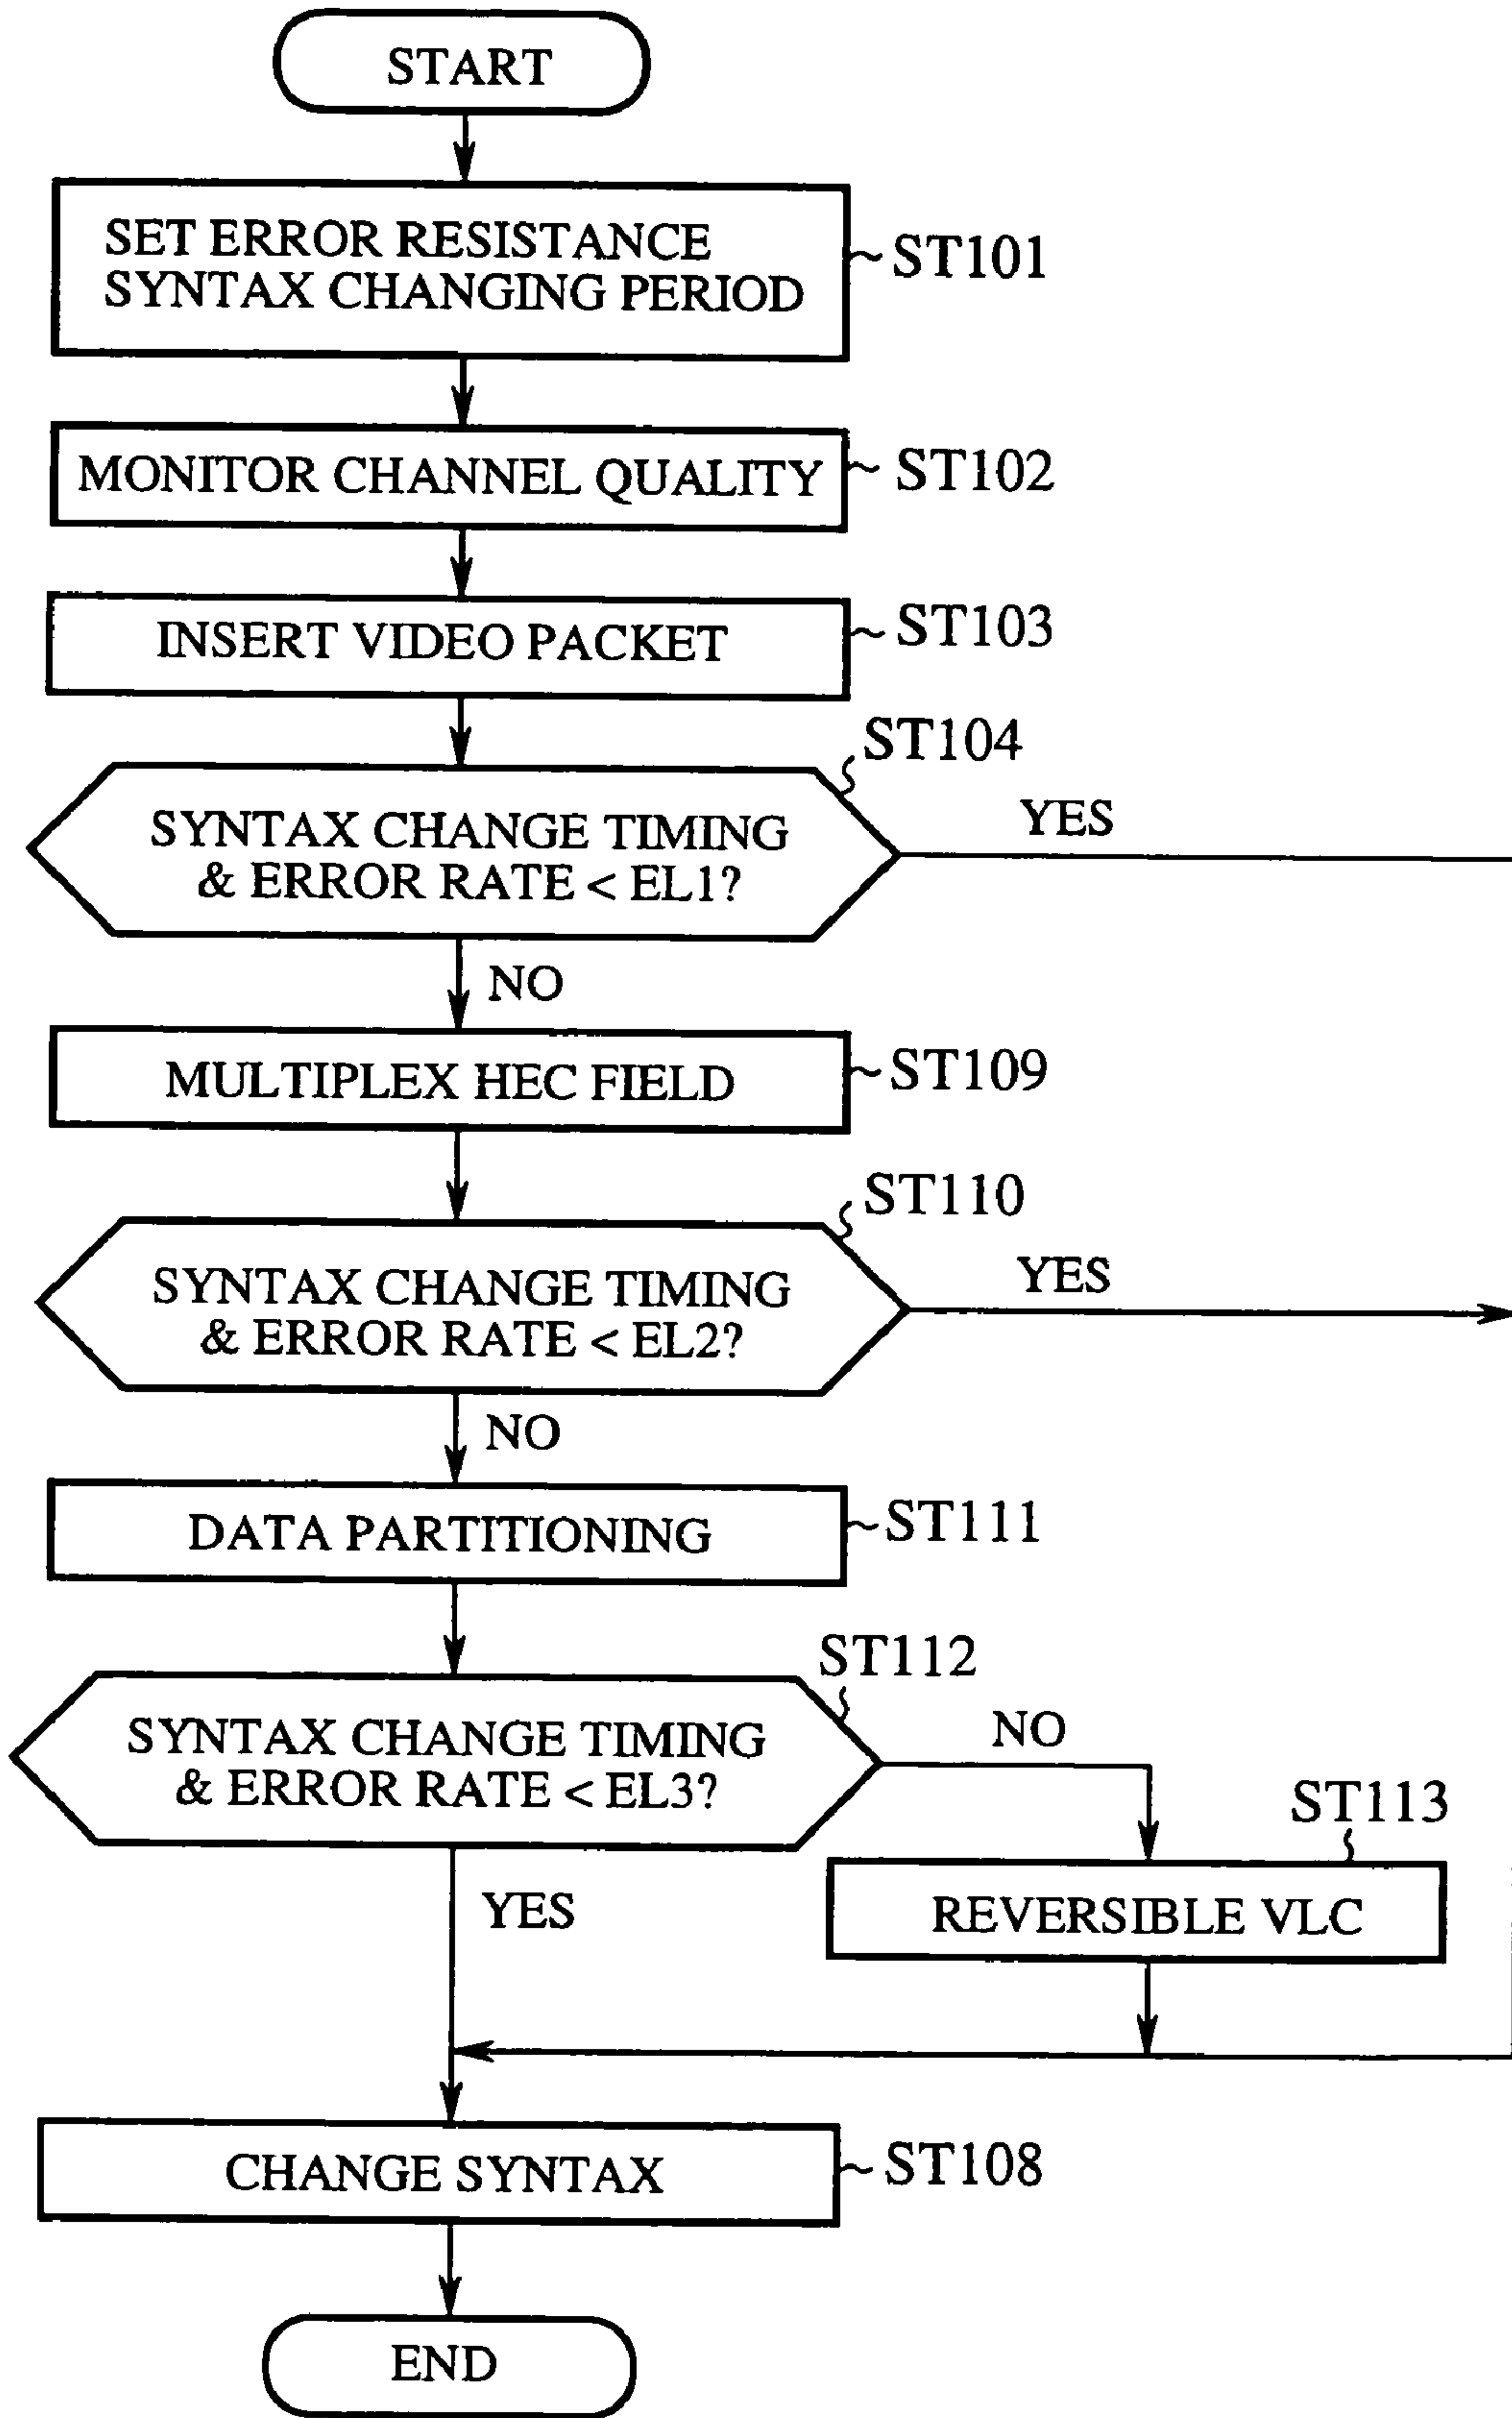 START
SET ERROR RESISTANCE
SYNTAX CHANGING PERIOD
ST101
MONITOR CHANNEL QUALITY
ST102
INSERT VIDEO PACKET
ST103
ST104
SYNTAX CHANGE TIMING
& ERROR RATE < EL1?
YES
NO
MULTIPLEX HEC FIELD
ST109
ST110
SYNTAX CHANGE TIMING
& ERROR RATE < EL2?
YES
NO
DATA PARTITIONING
ST111
ST112
SYNTAX CHANGE TIMING
& ERROR RATE < EL3?
NO
ST113
YES
REVERSIBLE VLC
CHANGE SYNTAX
ST108
END